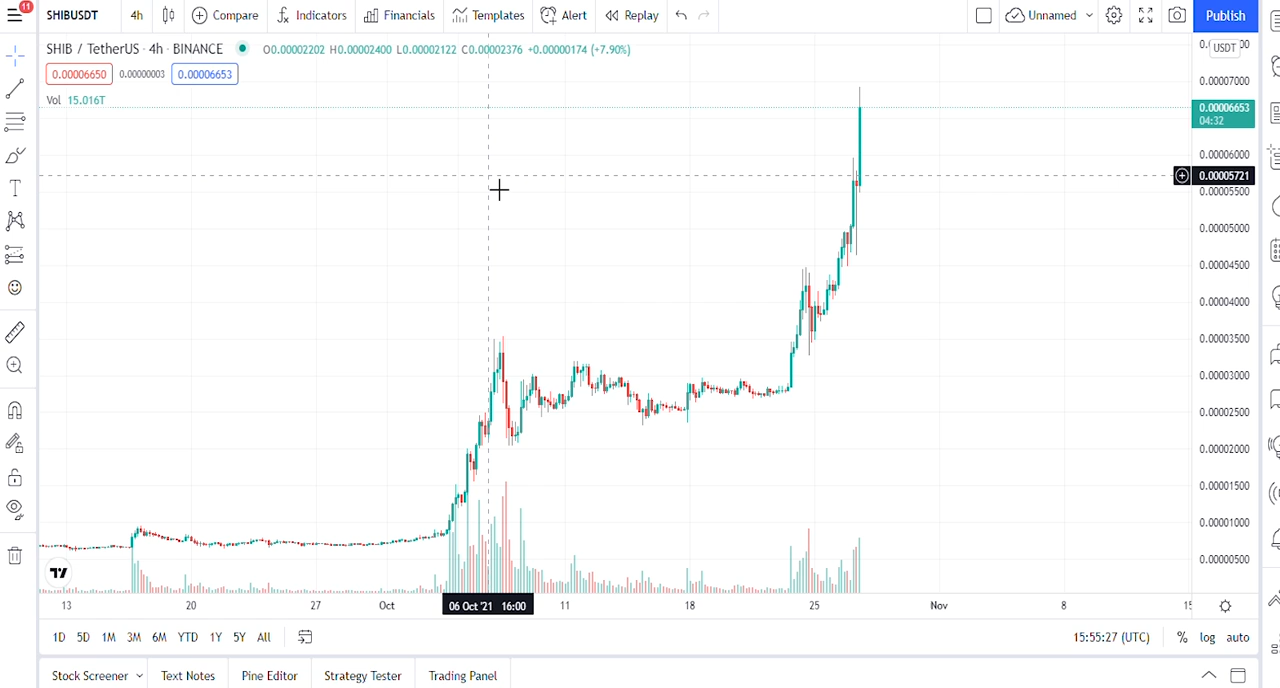 11
SHIBUSDT 4h Compare Indicators Financials Templates Alert Replay Unnamed Publish
SHIB / TetherUS · 4h · BINANCE O0.00002202 H0.00002400 L0.00002122 C0.00002376 +0.00000174 (+7.90%)
USDT
0.00006650 0.00000003 0.00006653
Vol 15.016T
0.00007000
0.00006653
04:32
0.00006000
0.00005721
0.00005500
0.00005000
0.00004500
0.00004000
0.00003500
0.00003000
0.00002500
0.00002000
0.00001500
0.00001000
0.00000500
13 20 27 Oct 06 Oct '21 16:00 11 18 25 Nov 8 15
1D 5D 1M 3M 6M YTD 1Y 5Y All 15:55:27 (UTC) % log auto
Stock Screener Text Notes Pine Editor Strategy Tester Trading Panel